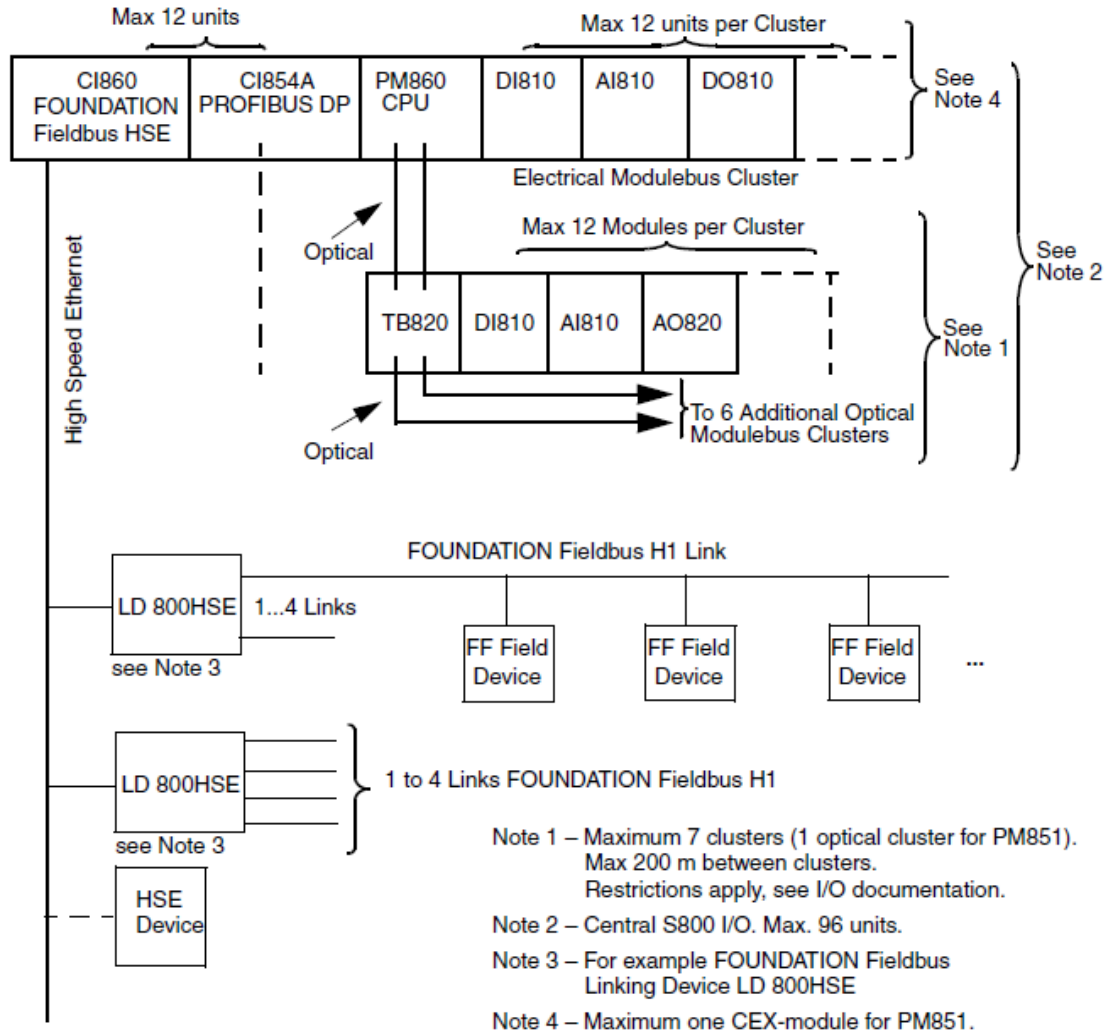 Max 12 units
Max 12 units per Cluster
CI860
FOUNDATION
Fieldbus HSE
CI854A
PROFIBUS DP
PM860
CPU
DI810
AI810
DO810
See
Note 4
Electrical Modulebus Cluster
Optical
Max 12 Modules per Cluster
See
Note 2
TB820
DI810
AI810
AO820
See
Note 1
High Speed Ethernet
Optical
To 6 Additional Optical
Modulebus Clusters
FOUNDATION Fieldbus H1 Link
LD 800HSE
1...4 Links
see Note 3
FF Field
Device
FF Field
Device
FF Field
Device
...
LD 800HSE
1 to 4 Links FOUNDATION Fieldbus H1
see Note 3
HSE
Device
Note 1 – Maximum 7 clusters (1 optical cluster for PM851).
Max 200 m between clusters.
Restrictions apply, see I/O documentation.
Note 2 – Central S800 I/O. Max. 96 units.
Note 3 – For example FOUNDATION Fieldbus
Linking Device LD 800HSE
Note 4 – Maximum one CEX-module for PM851.